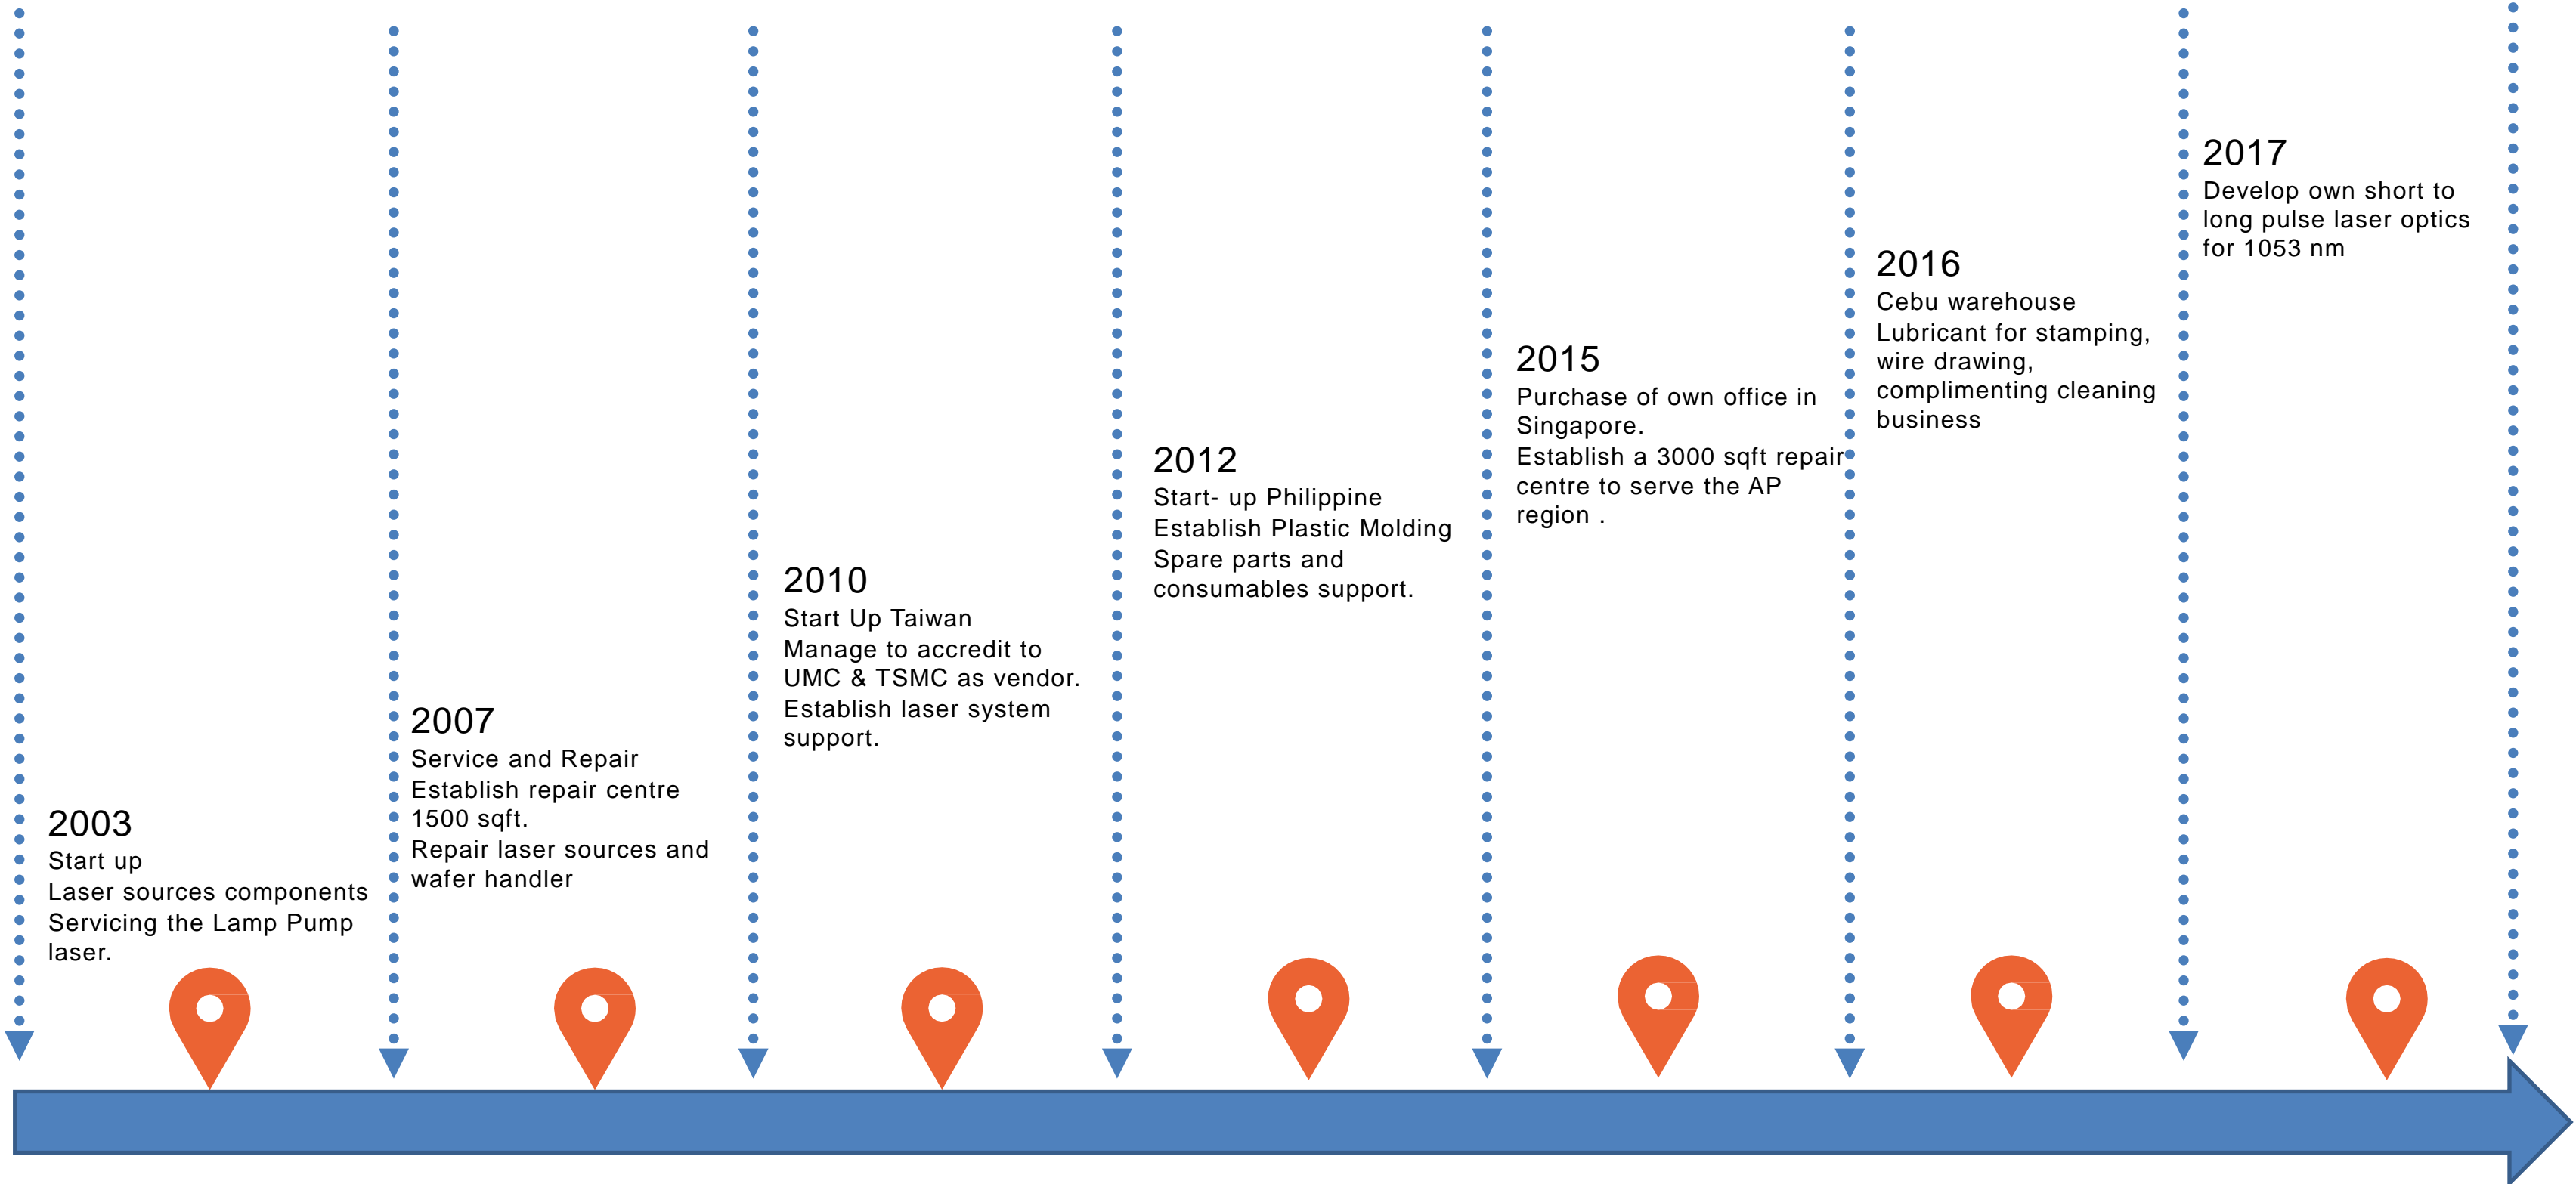 2003
Start up
Laser sources components
Servicing the Lamp Pump
laser.
2007
Service and Repair
Establish repair centre
1500 sqft.
Repair laser sources and
wafer handler
2010
Start Up Taiwan
Manage to accredit to
UMC & TSMC as vendor.
Establish laser system
support.
2012
Start- up Philippine
Establish Plastic Molding
Spare parts and
consumables support.
2015
Purchase of own office in
Singapore.
Establish a 3000 sqft repair
centre to serve the AP
region .
2016
Cebu warehouse
Lubricant for stamping,
wire drawing,
complimenting cleaning
business
2017
Develop own short to
long pulse laser optics
for 1053 nm